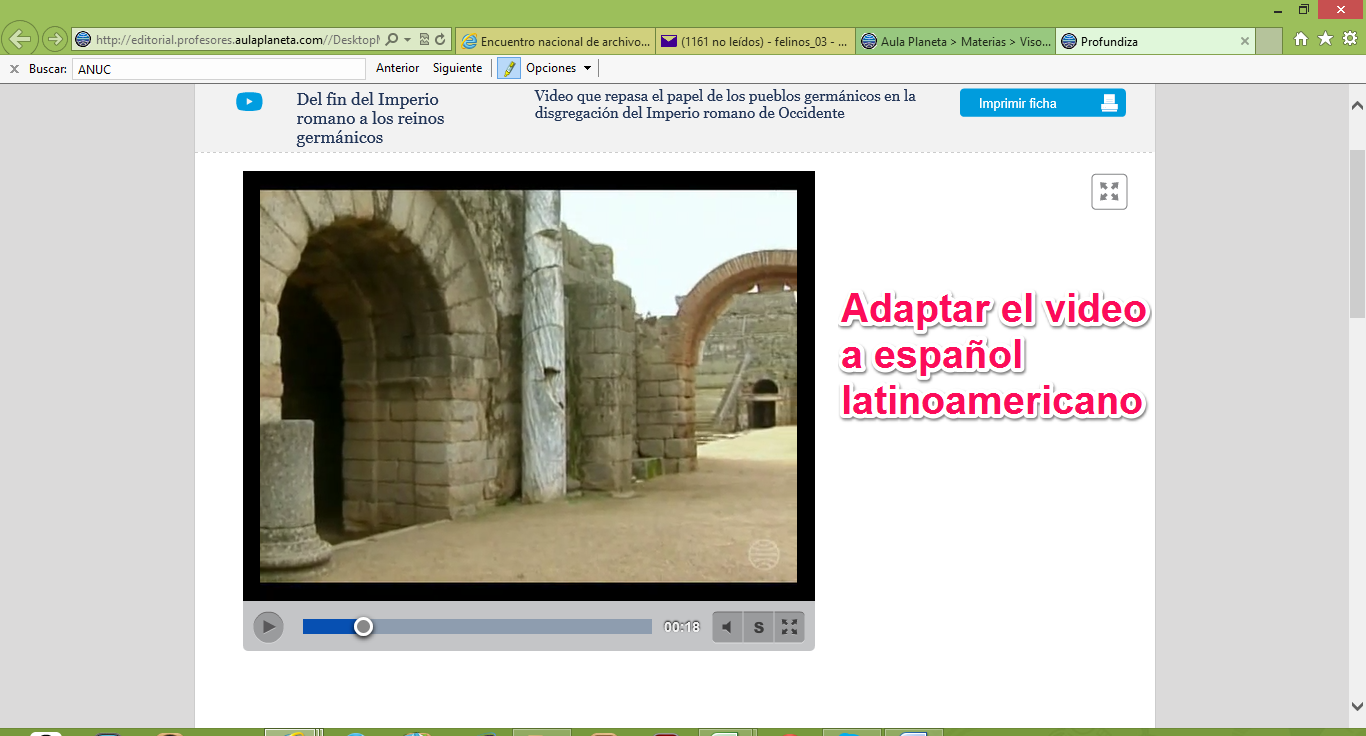 http://editorial.profesores.aulaplaneta.com//Desktop
Encuentro nacional de archivo...
(1161 no leídos) - felinos_03 - ...
Aula Planeta > Materias > Viso...
Profundiza
Buscar: ANUC
Anterior
Siguiente
Opciones
Del fin del Imperio
romano a los reinos
germánicos
Video que repasa el papel de los pueblos germánicos en la
disgregación del Imperio romano de Occidente
Imprimir ficha
Adaptar el video
a español
latinoamericano
00:18
S